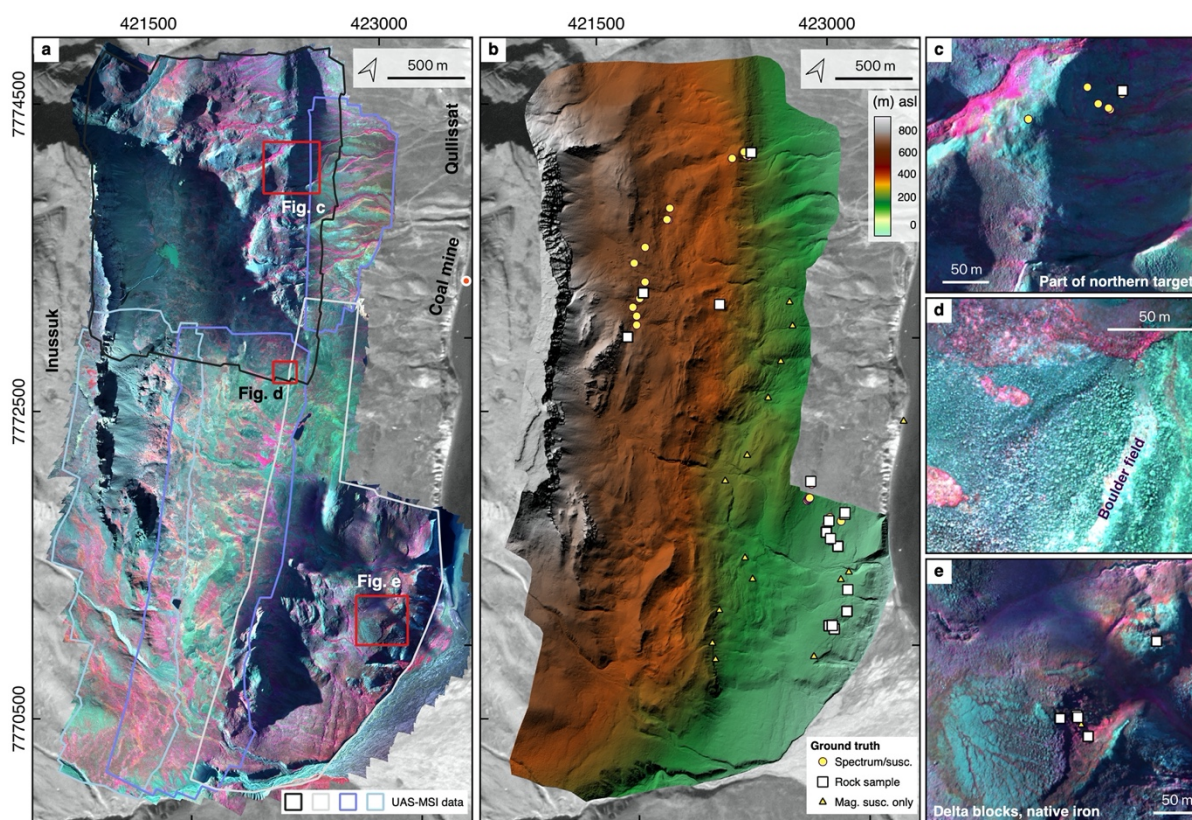 421500
423000
421500
423000
a
500 m
7774500
7772500
7770500
Qullissat
Coal mine
Inussuk
Fig. c
Fig. d
Fig. e
UAS-MSI data
b
500 m
(m) asl
800
600
400
200
0
Ground truth
Spectrum/susc.
Rock sample
Mag. susc. only
c
50 m
Part of northern target
d
50 m
Boulder field
e
Delta blocks, native iron
50 m